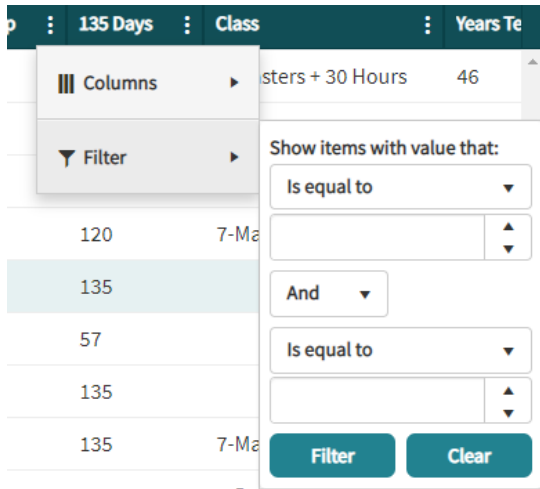 135 Days Class Years Te
Columns
sters + 30 Hours 46
Filter
Show items with value that:
Is equal to
120 7-Ma
135
And
57
Is equal to
135
135 7-Ma
Filter Clear